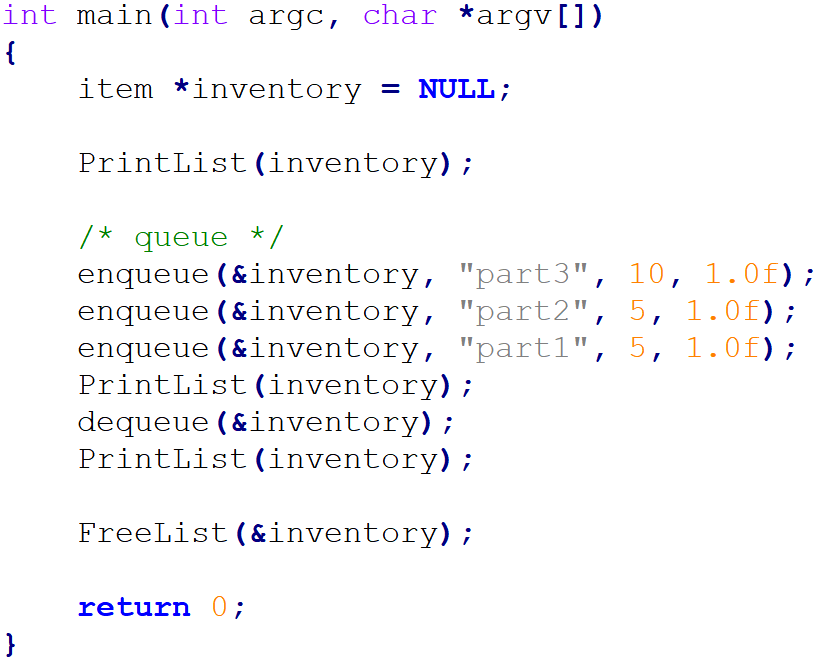 int main(int argc, char *argv[])
{
    item *inventory = NULL;

    PrintList(inventory);

    /* queue */
    enqueue(&inventory, "part3", 10, 1.0f);
    enqueue(&inventory, "part2", 5, 1.0f);
    enqueue(&inventory, "part1", 5, 1.0f);
    PrintList(inventory);
    dequeue(&inventory);
    PrintList(inventory);

    FreeList(&inventory);

    return 0;
}